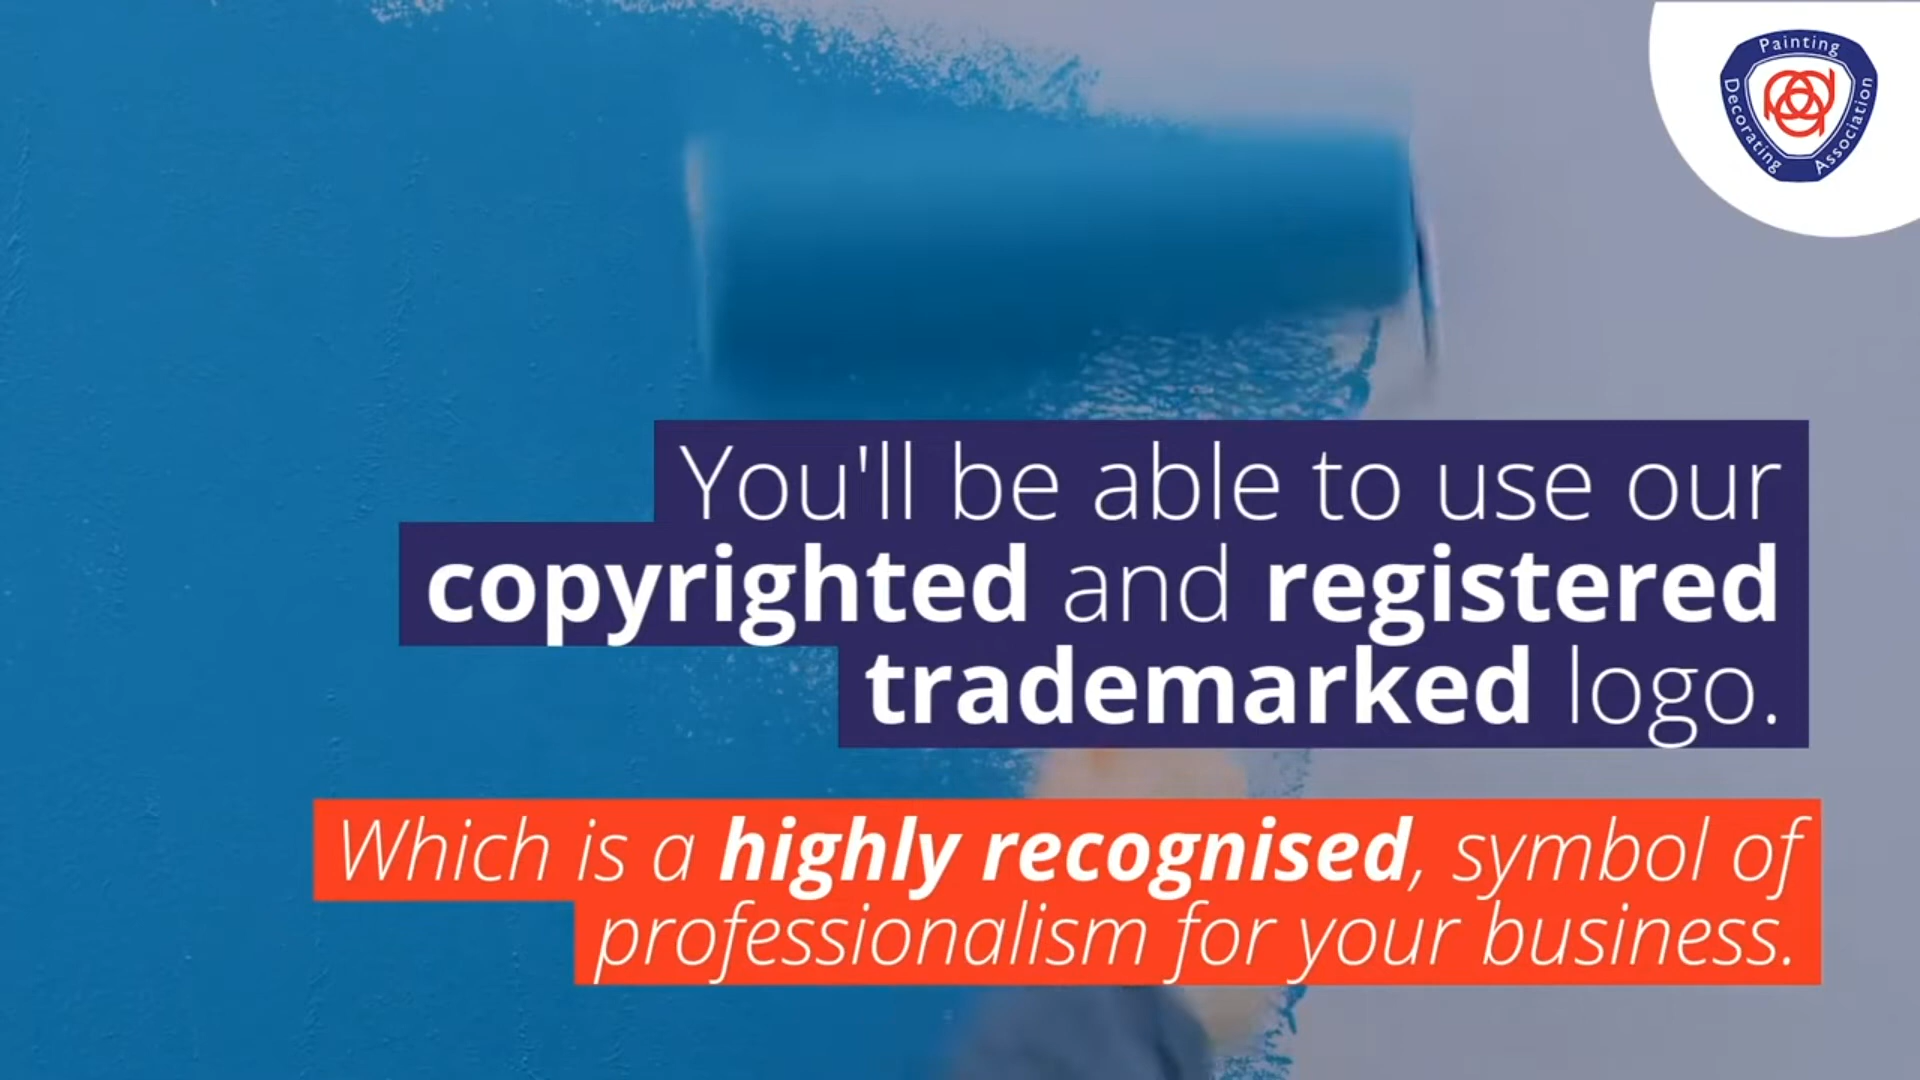 Painting
Decorating
Association
You'll be able to use our
copyrighted and registered
trademarked logo.
Which is a highly recognised, symbol of
professionalism for your business.